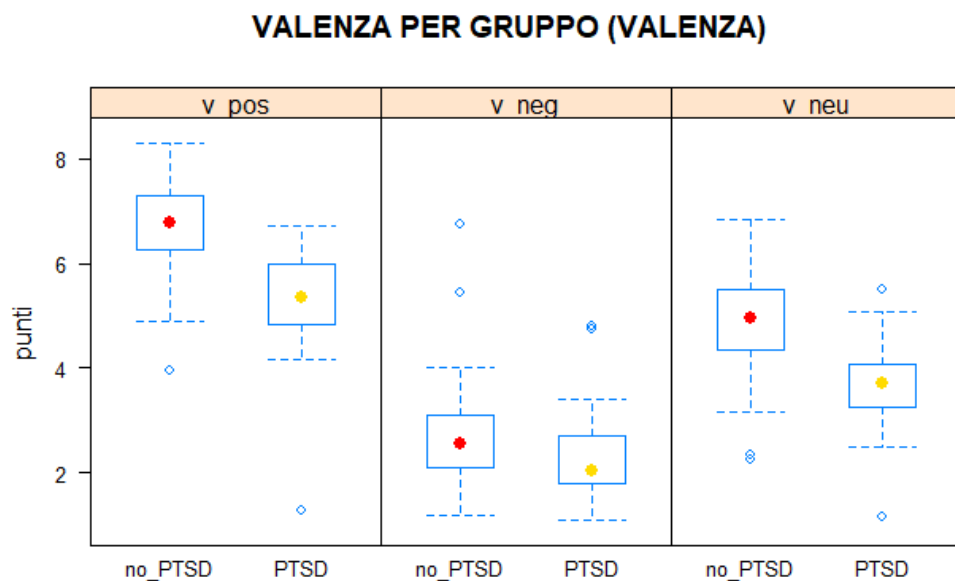 VALENZA PER GRUPPO (VALENZA)
v_pos v_neg v_neu
8
6
4
2
punti
no_PTSD PTSD no_PTSD PTSD no_PTSD PTSD